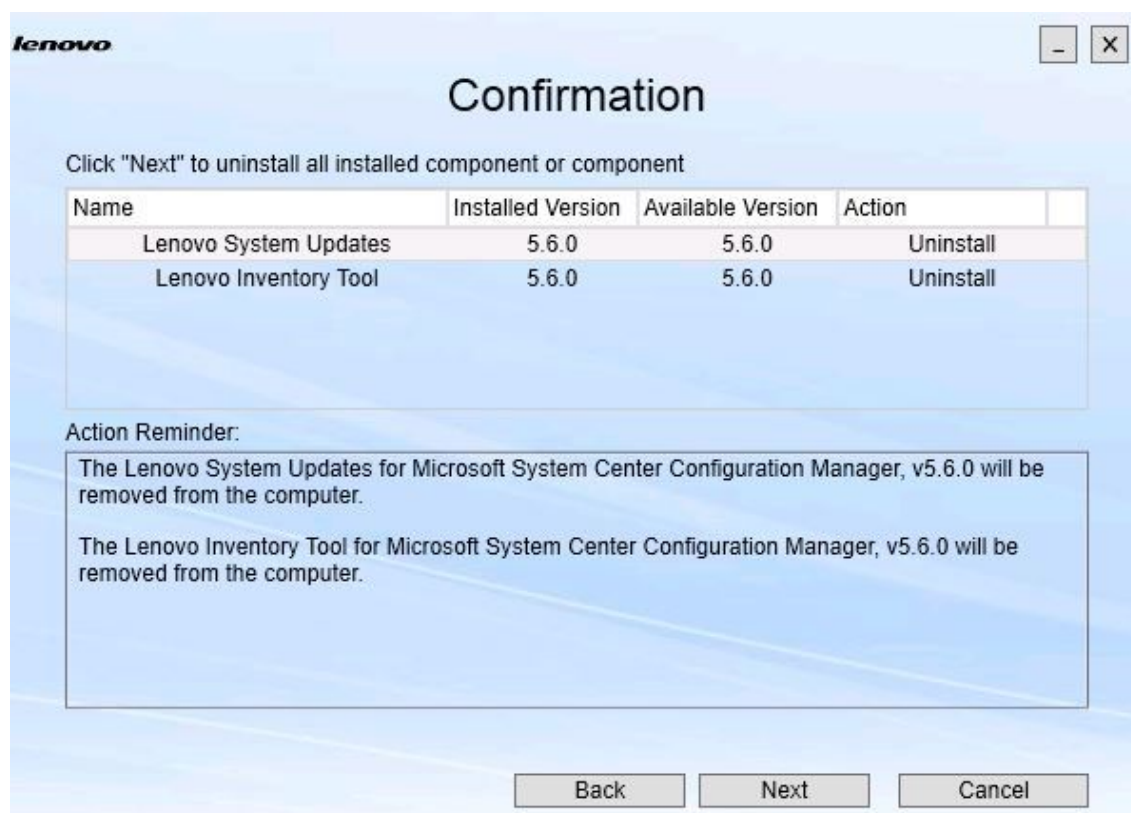 lenovo
_ X
Confirmation
Click "Next" to uninstall all installed component or component
Name Installed Version Available Version Action
Lenovo System Updates 5.6.0 5.6.0 Uninstall
Lenovo Inventory Tool 5.6.0 5.6.0 Uninstall
Action Reminder:
The Lenovo System Updates for Microsoft System Center Configuration Manager, v5.6.0 will be
removed from the computer.
The Lenovo Inventory Tool for Microsoft System Center Configuration Manager, v5.6.0 will be
removed from the computer.
Back Next Cancel